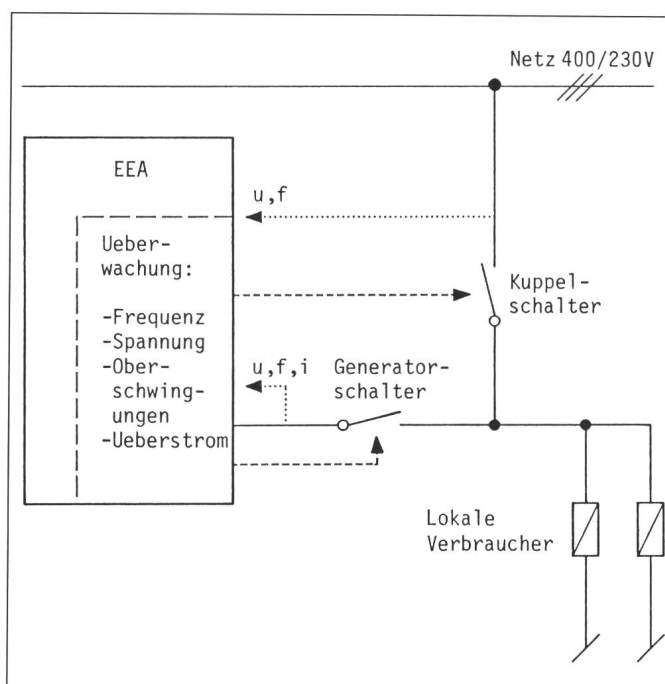 Netz 400/230V
EEA
u,f
Ueber-
wachung:
-Frequenz
-Spannung
-Ober-
schwing-
ungen
-Ueberstrom
Kuppel-
schalter
u,f,i
Generator-
schalter
Lokale
Verbraucher